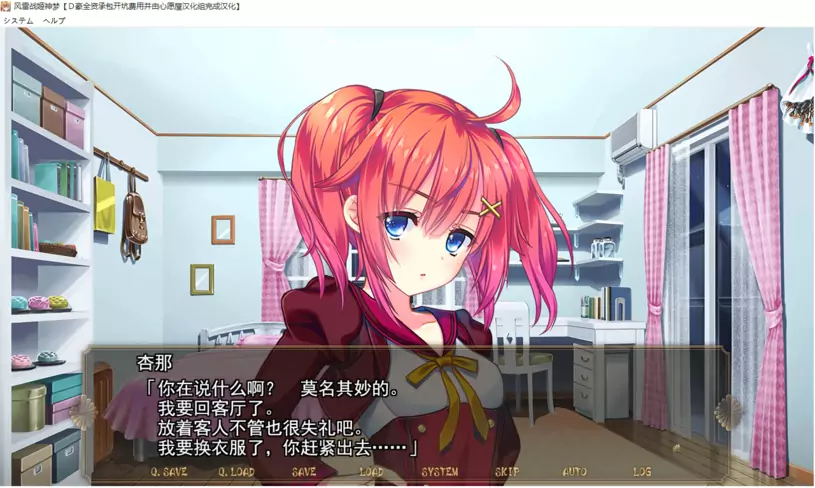 风雷战姬神梦【D豪全资承包开坑费用并由心愿屋汉化组完成汉化】
システム ヘルプ
杏那
「你在说什么啊? 莫名其妙的。
我要回客厅了。
放着客人不管也很失礼吧。
我要换衣服了，你赶紧出去……」
Q.SAVE Q.LOAD SAVE LOAD SYSTEM SKIP AUTO LOG